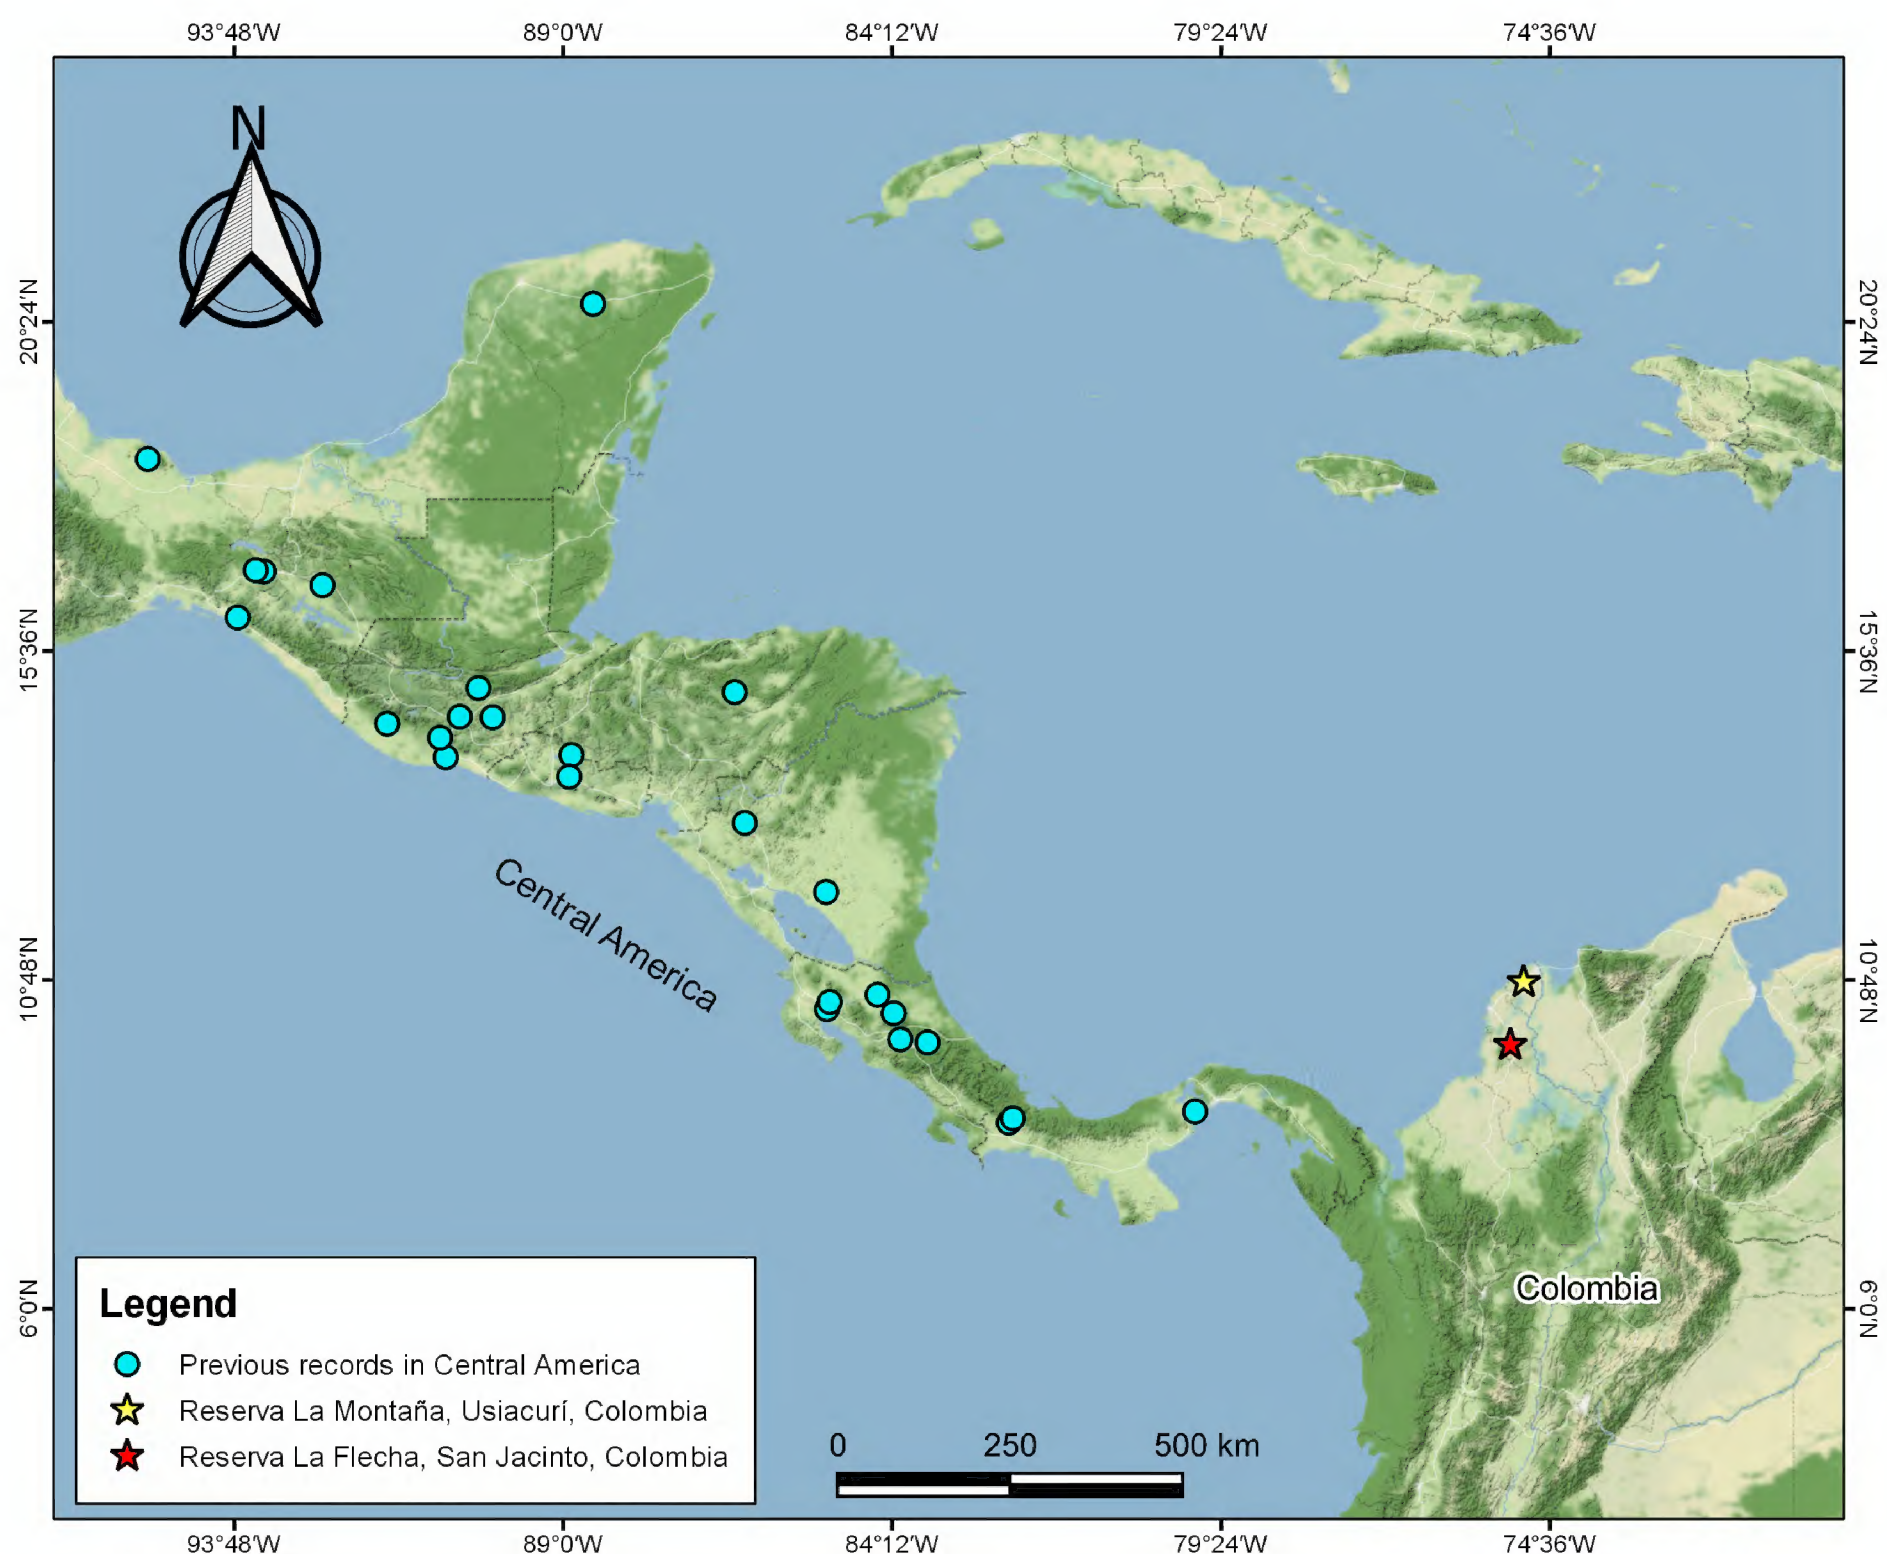 93°48'W 89°0'W 84°12'W 79°24'W 74°36'W
N
20°24'N 20°24'N
15°36'N 15°36'N
Central America
10°48'N 10°48'N
6°0'N 6°0'N
Colombia
Legend
Previous records in Central America
Reserva La Montaña, Usiacurí, Colombia
Reserva La Flecha, San Jacinto, Colombia
0 250 500 km
93°48'W 89°0'W 84°12'W 79°24'W 74°36'W